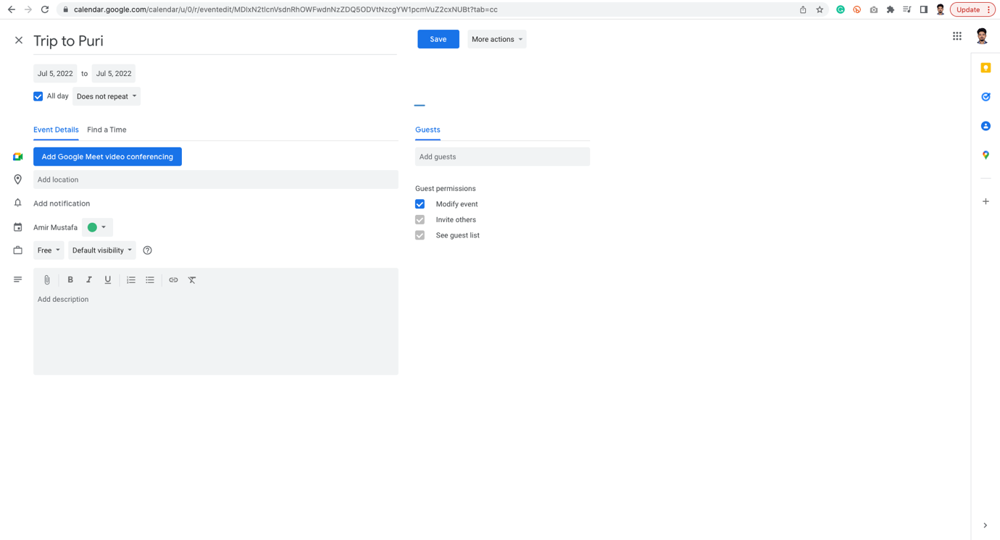 calendar.google.com/calendar/u/0/r/eventedit/MDlxN2tlcnVsdnRhOWFwdnNzZDQ5ODVtNzcgYW1pcmVuZ2cxNUBt?tab=cc
Update
Trip to Puri
Save
More actions
Jul 5, 2022 to Jul 5, 2022
All day Does not repeat
Event Details Find a Time
Guests
Add Google Meet video conferencing
Add guests
Add location
Guest permissions
Add notification
Modify event
Invite others
Amir Mustafa
See guest list
Free Default visibility
B I U
Add description